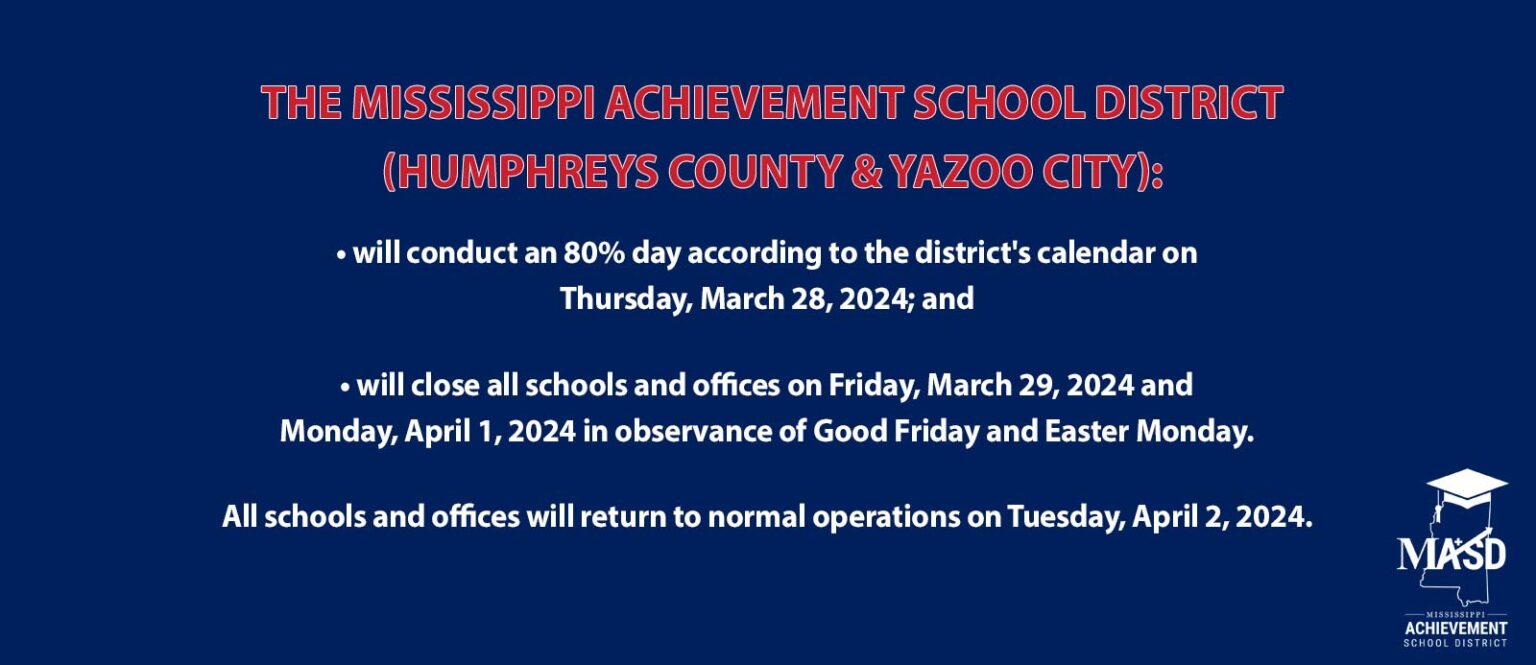 THE MISSISSIPPI ACHIEVEMENT SCHOOL DISTRICT
(HUMPHREYS COUNTY & YAZOO CITY):
• will conduct an 80% day according to the district's calendar on
Thursday, March 28, 2024; and
• will close all schools and offices on Friday, March 29, 2024 and
Monday, April 1, 2024 in observance of Good Friday and Easter Monday.
All schools and offices will return to normal operations on Tuesday, April 2, 2024.
MASD
MISSISSIPPI
ACHIEVEMENT
SCHOOL DISTRICT